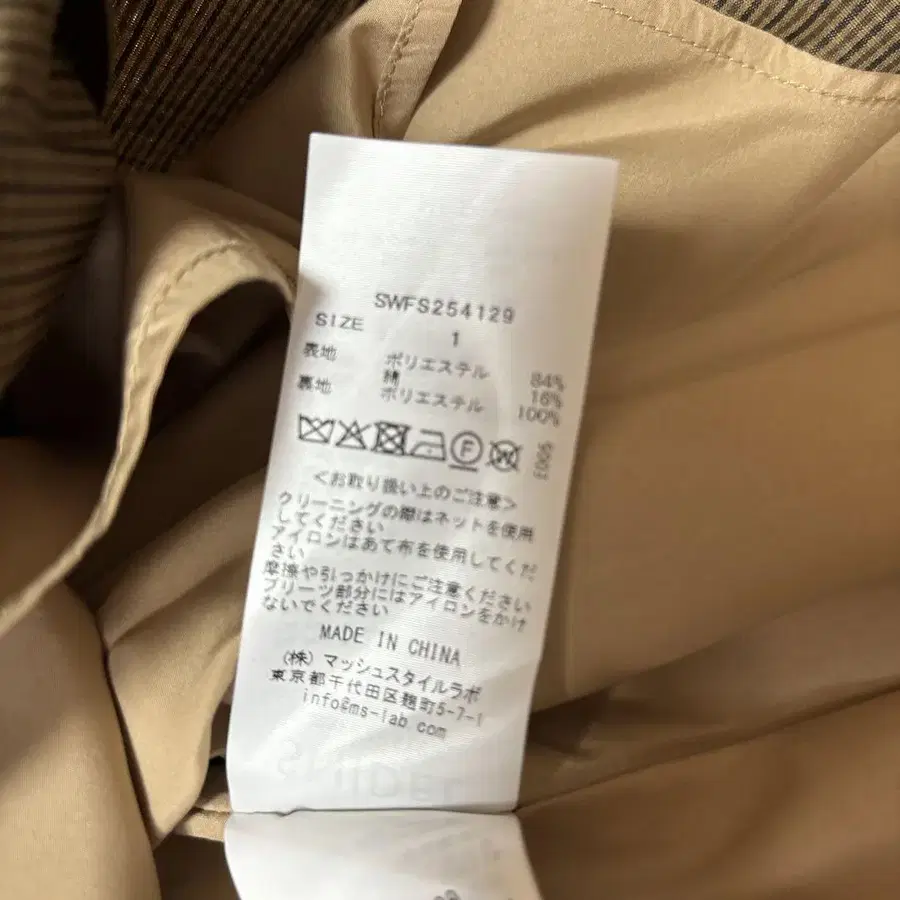 SWFS254129
SIZE 1
表地 ポリエステル 84%
綿 16%
裏地 ポリエステル 100%
F W
<お取り扱い上のご注意>
クリーニングの際はネットを使用
してください
アイロンはあて布を使用してくだ
さい
摩擦や引っかけにご注意ください
プリーツ部分にはアイロンをかけ
ないでください
MADE IN CHINA
(株) マッシュスタイルラボ
東京都千代田区麹町5-7-1
info@ms-lab.com